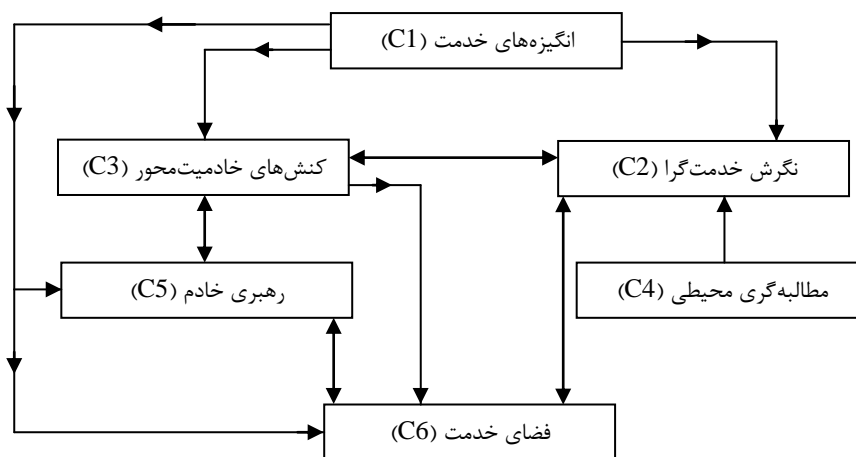 انگیزه‌های خدمت (C1)
نگرش خدمت‌گرا (C2)
کنش‌های خادمیت‌محور (C3)
مطالبه‌گری محیطی (C4)
رهبری خادم (C5)
فضای خدمت (C6)